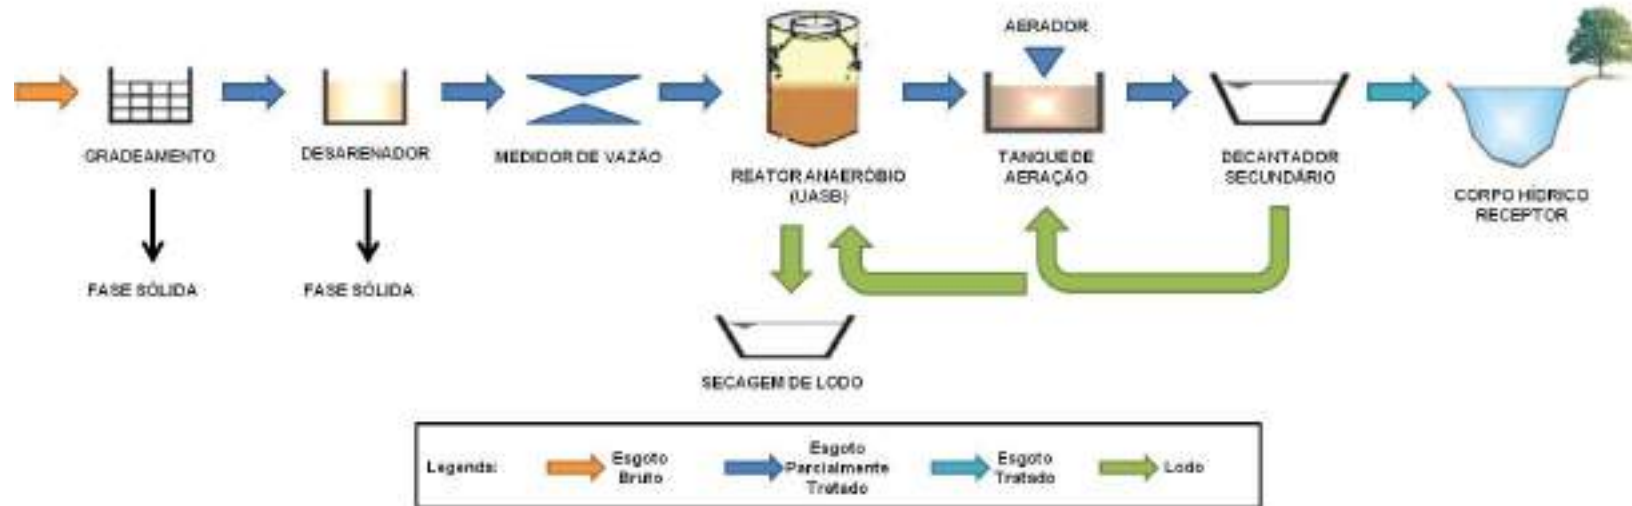 AERADOR
GRADEAMENTO
DESARENADOR
MEDIDOR DE VAZÃO
REATOR ANAERÓBIO
(UASB)
TANQUE DE
AERAÇÃO
DECANTADOR
SECUNDÁRIO
CORPO HÍDRICO
RECEPTOR
FASE SÓLIDA
FASE SÓLIDA
SECAGEM DE LODO
Legenda:
Esgoto
Bruto
Esgoto
Parcialmente
Tratado
Esgoto
Tratado
Lodo